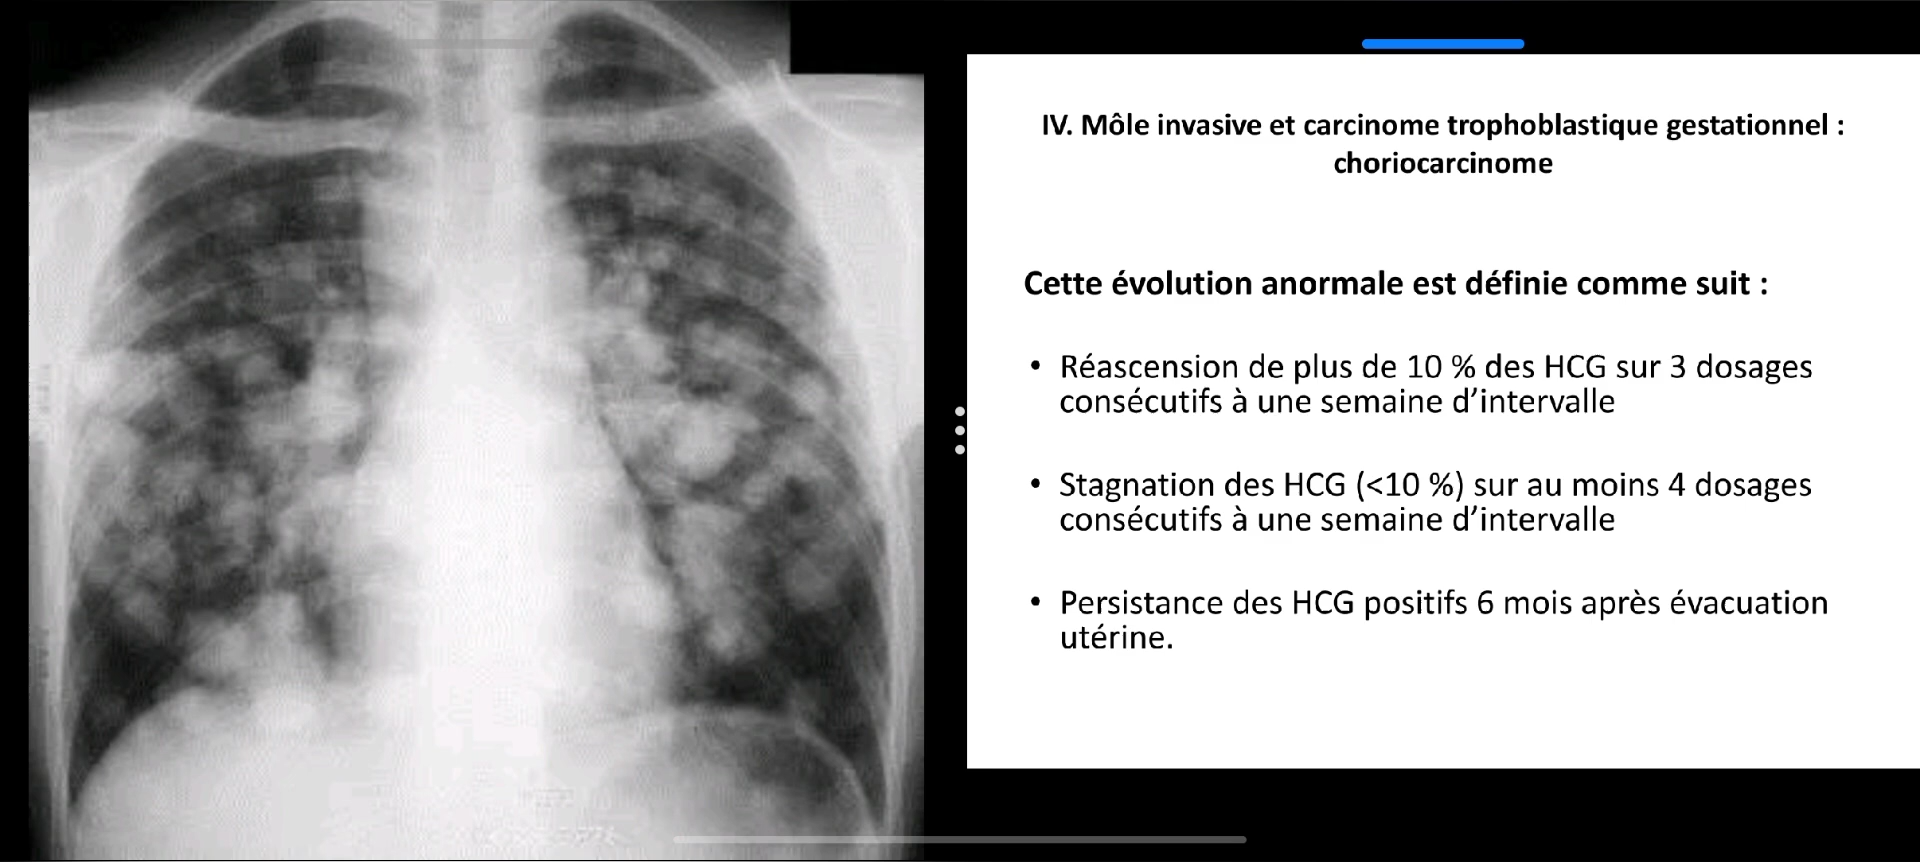 IV. Môle invasive et carcinome trophoblastique gestationnel :
choriocarcinome
Cette évolution anormale est définie comme suit :
• Réascension de plus de 10 % des HCG sur 3 dosages
consécutifs à une semaine d’intervalle
• Stagnation des HCG (<10 %) sur au moins 4 dosages
consécutifs à une semaine d’intervalle
• Persistance des HCG positifs 6 mois après évacuation
utérine.